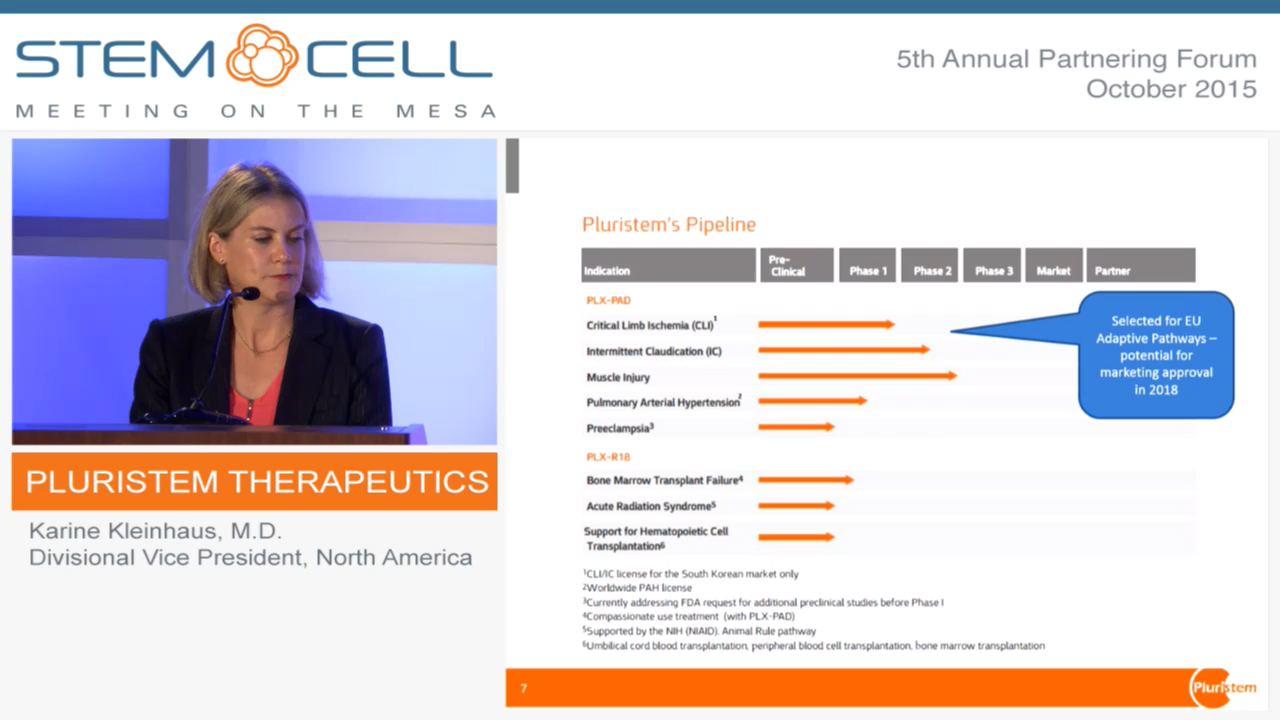 STEM CELL
MEETING ON THE MESA
5th Annual Partnering Forum
October 2015
PLURISTEM THERAPEUTICS
Karine Kleinhaus, M.D.
Divisional Vice President, North America
Pluristem's Pipeline
Indication Pre-Clinical Phase 1 Phase 2 Phase 3 Market Partner
PLX-PAD
Critical Limb Ischemia (CLI)¹
Intermittent Claudication (IC)
Muscle Injury
Pulmonary Arterial Hypertension²
Preeclampsia³
Selected for EU
Adaptive Pathways –
potential for
marketing approval
in 2018
PLX-R18
Bone Marrow Transplant Failure⁴
Acute Radiation Syndrome⁵
Support for Hematopoietic Cell
Transplantation⁶
¹CLI/IC license for the South Korean market only
²Worldwide PAH license
³Currently addressing FDA request for additional preclinical studies before Phase I
⁴Compassionate use treatment (with PLX-PAD)
⁵Supported by the NIH (NIAID). Animal Rule pathway
⁶Umbilical cord blood transplantation, peripheral blood cell transplantation, bone marrow transplantation
7
Pluristem